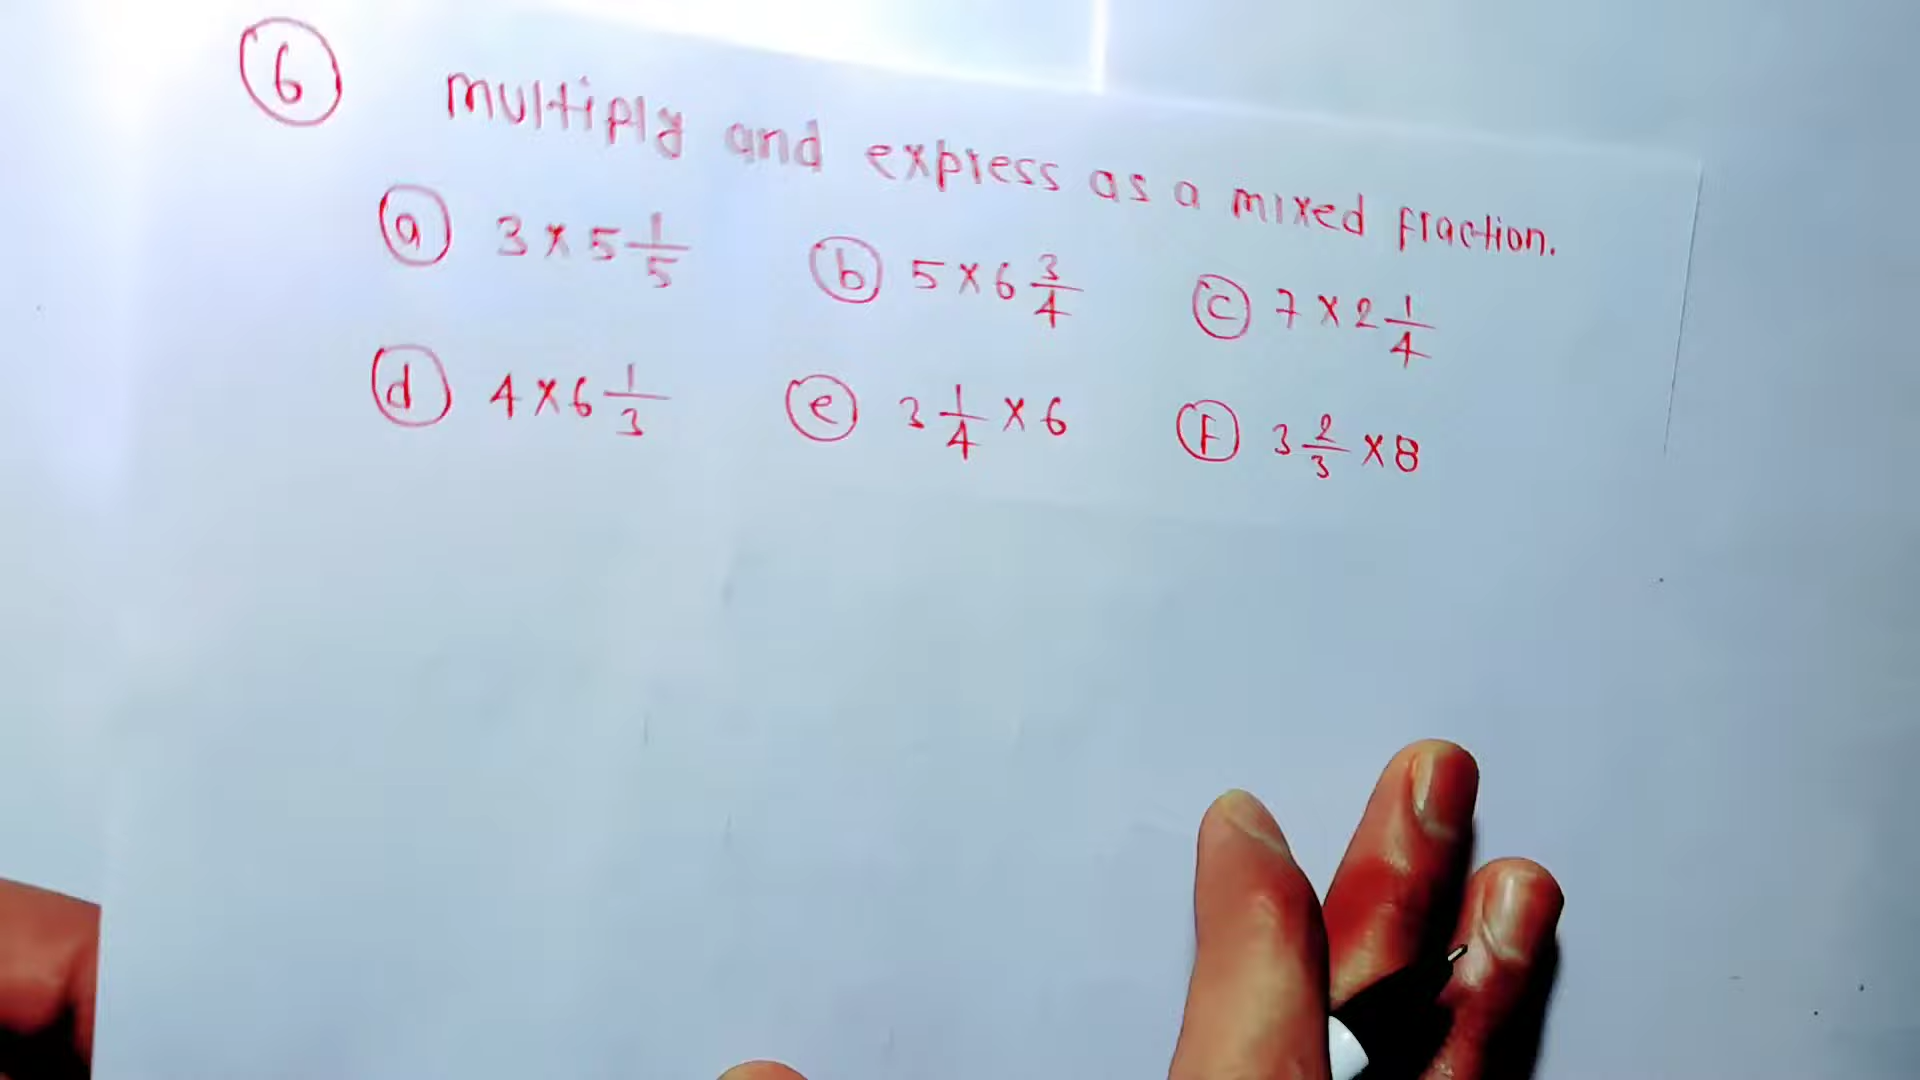 6 multiply and express as a mixed fraction.
a 3 × 5 1/5 b 5 × 6 3/4 c 7 × 2 1/4
d 4 × 6 1/3 e 3 1/4 × 6 f 3 2/3 × 8